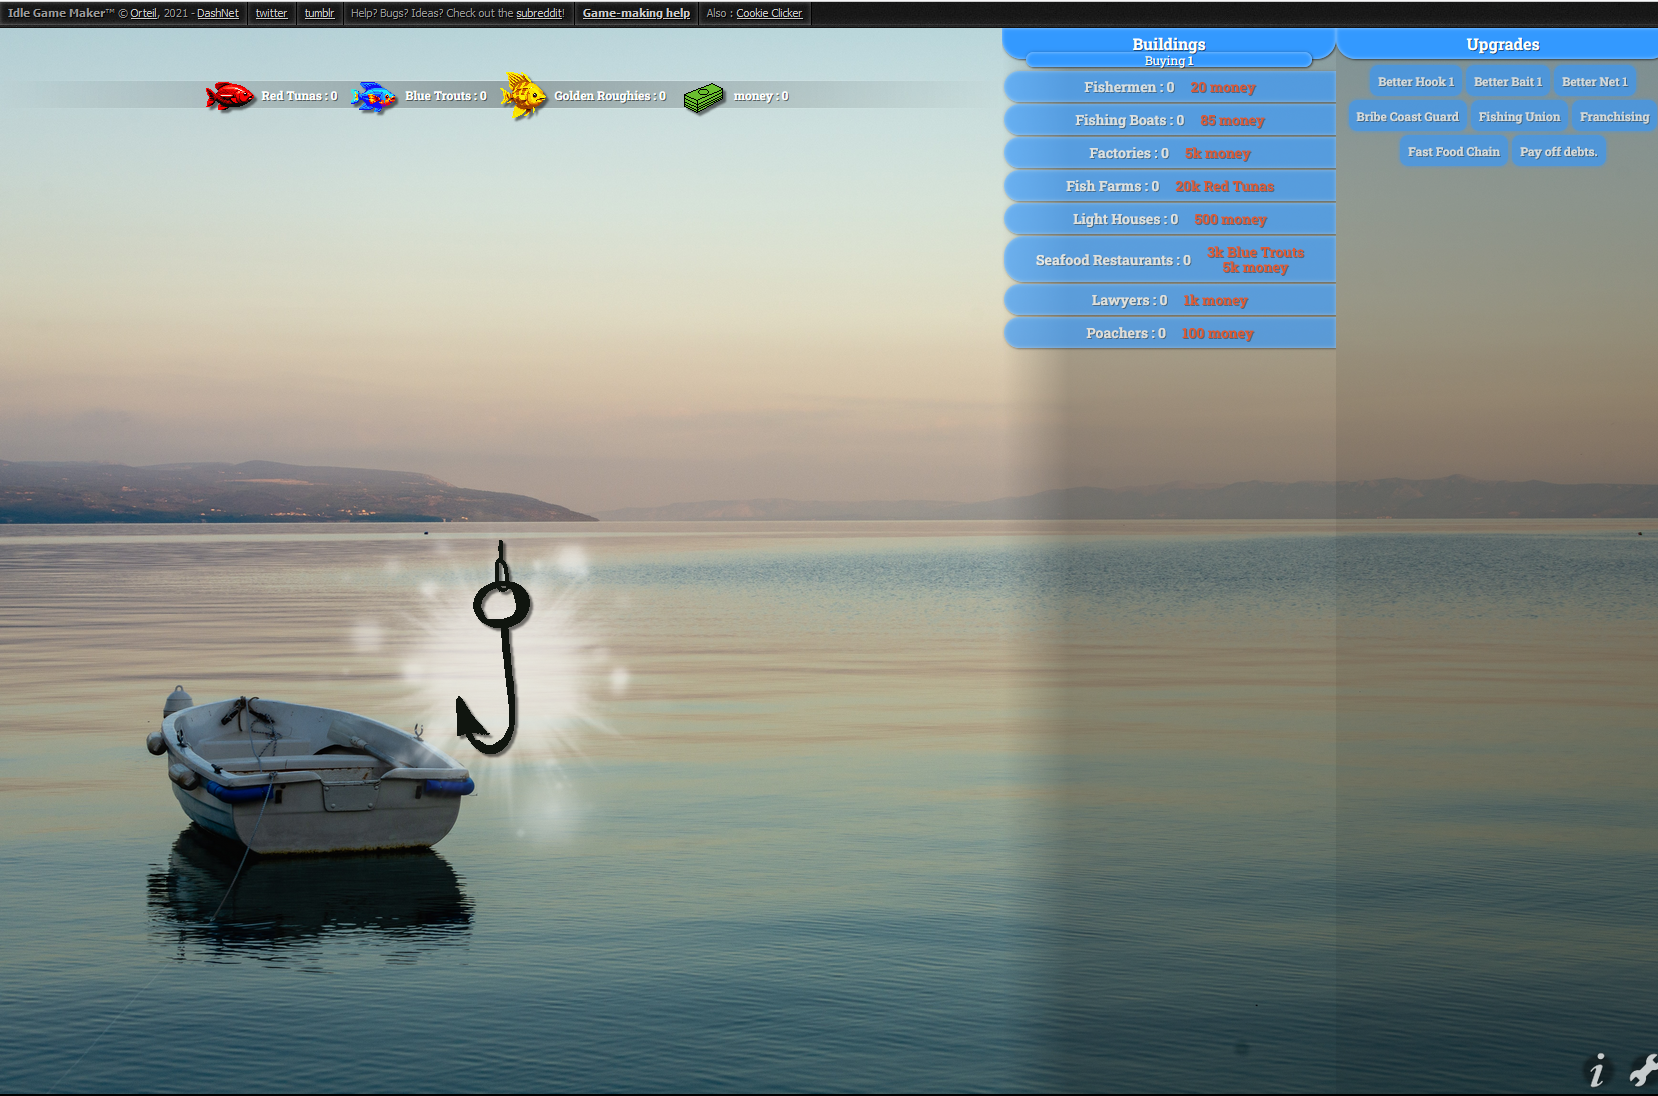 Idle Game Maker™ © Orteil, 2021 - DashNet twitter tumblr Help? Bugs? Ideas? Check out the subreddit! Game-making help Also : Cookie Clicker
Red Tunas : 0 Blue Trouts : 0 Golden Roughies : 0 money : 0
Buildings
Buying 1
Fishermen : 0 20 money
Fishing Boats : 0 85 money
Factories : 0 5k money
Fish Farms : 0 20k Red Tunas
Light Houses : 0 500 money
Seafood Restaurants : 0 3k Blue Trouts
5k money
Lawyers : 0 1k money
Poachers : 0 100 money
Upgrades
Better Hook 1 Better Bait 1 Better Net 1
Bribe Coast Guard Fishing Union Franchising
Fast Food Chain Pay off debts.
i